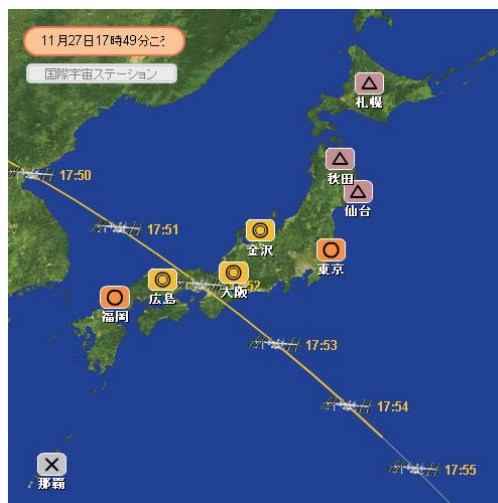 11月27日17時49分ころ
国際宇宙ステーション
札幌
17:50
秋田
仙台
17:51
金沢
東京
大阪
広島
福岡
17:53
17:54
17:55
那覇